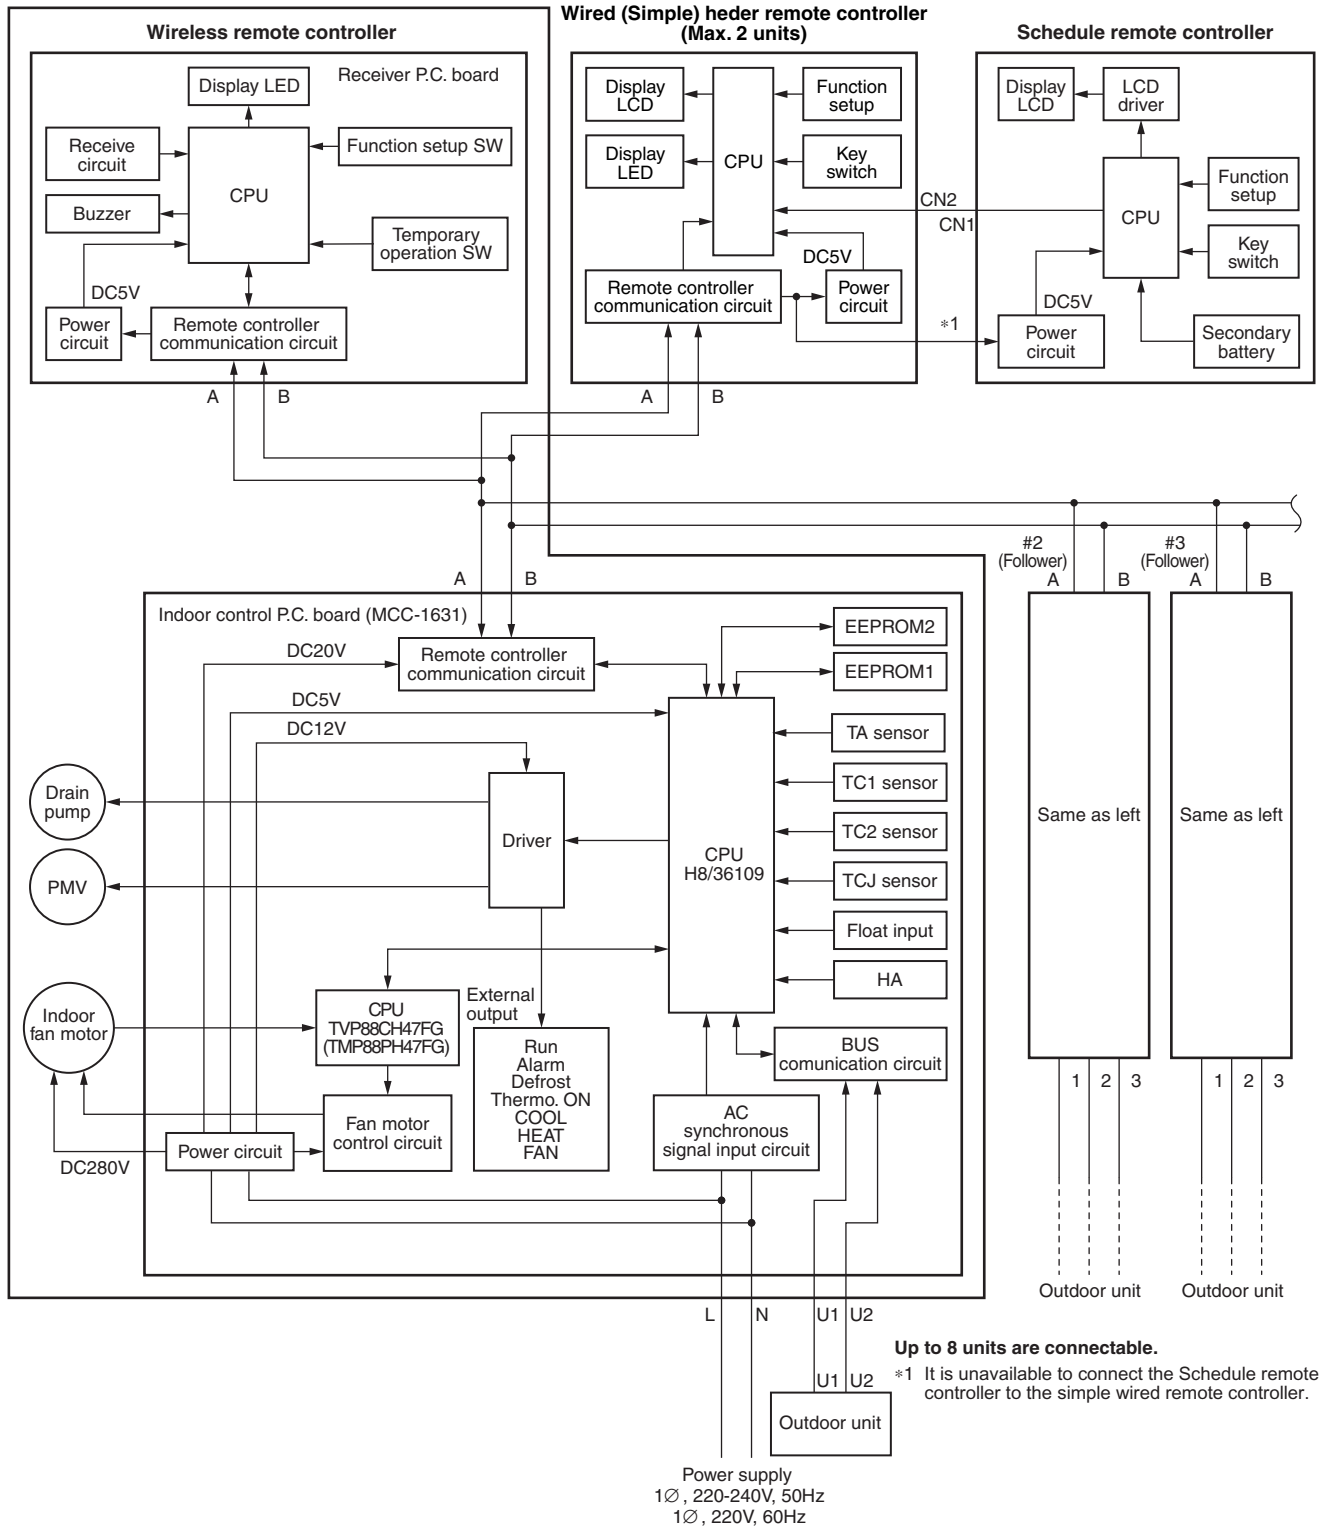 Wireless remote controller
Wired (Simple) heder remote controller
(Max. 2 units)
Schedule remote controller
Receiver P.C. board
Display LED
Receive
circuit
CPU
Function setup SW
Buzzer
Temporary
operation SW
DC5V
Power
circuit
Remote controller
communication circuit
A
B
Display
LCD
Function
setup
Display
LED
CPU
Key
switch
DC5V
Remote controller
communication circuit
Power
circuit
A
B
CN2
CN1
*1
Display
LCD
LCD
driver
Function
setup
CPU
Key
switch
DC5V
Power
circuit
Secondary
battery
A
B
#2
(Follower)
A
B
#3
(Follower)
A
B
Indoor control P.C. board (MCC-1631)
DC20V
Remote controller
communication circuit
DC5V
DC12V
EEPROM2
EEPROM1
TA sensor
TC1 sensor
TC2 sensor
TCJ sensor
Float input
HA
Drain
pump
PMV
Driver
CPU
H8/36109
Same as left
Same as left
Indoor
fan motor
CPU
TVP88CH47FG
(TMP88PH47FG)
External
output
Run
Alarm
Defrost
Thermo. ON
COOL
HEAT
FAN
BUS
comunication circuit
AC
synchronous
signal input circuit
Fan motor
control circuit
Power circuit
DC280V
1
2
3
1
2
3
Outdoor unit
Outdoor unit
L
N
U1
U2
Up to 8 units are connectable.
*1 It is unavailable to connect the Schedule remote
controller to the simple wired remote controller.
U1
U2
Outdoor unit
Power supply
1∅, 220-240V, 50Hz
1∅, 220V, 60Hz